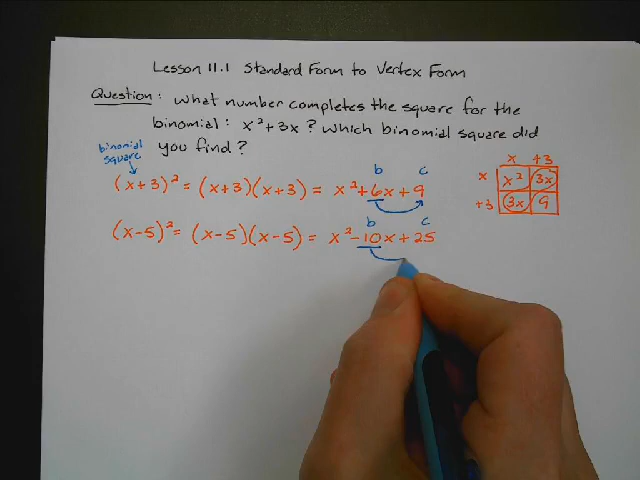 Lesson 11.1 Standard Form to Vertex Form
Question: What number completes the square for the
binomial: x²+3x? Which binomial square did
you find?
binomial
square
(x+3)² = (x+3)(x+3) = x²+6x+9
b c
(x-5)² = (x-5)(x-5) = x²-10x+25
b c
x +3
x x² 3x
+3 3x 9